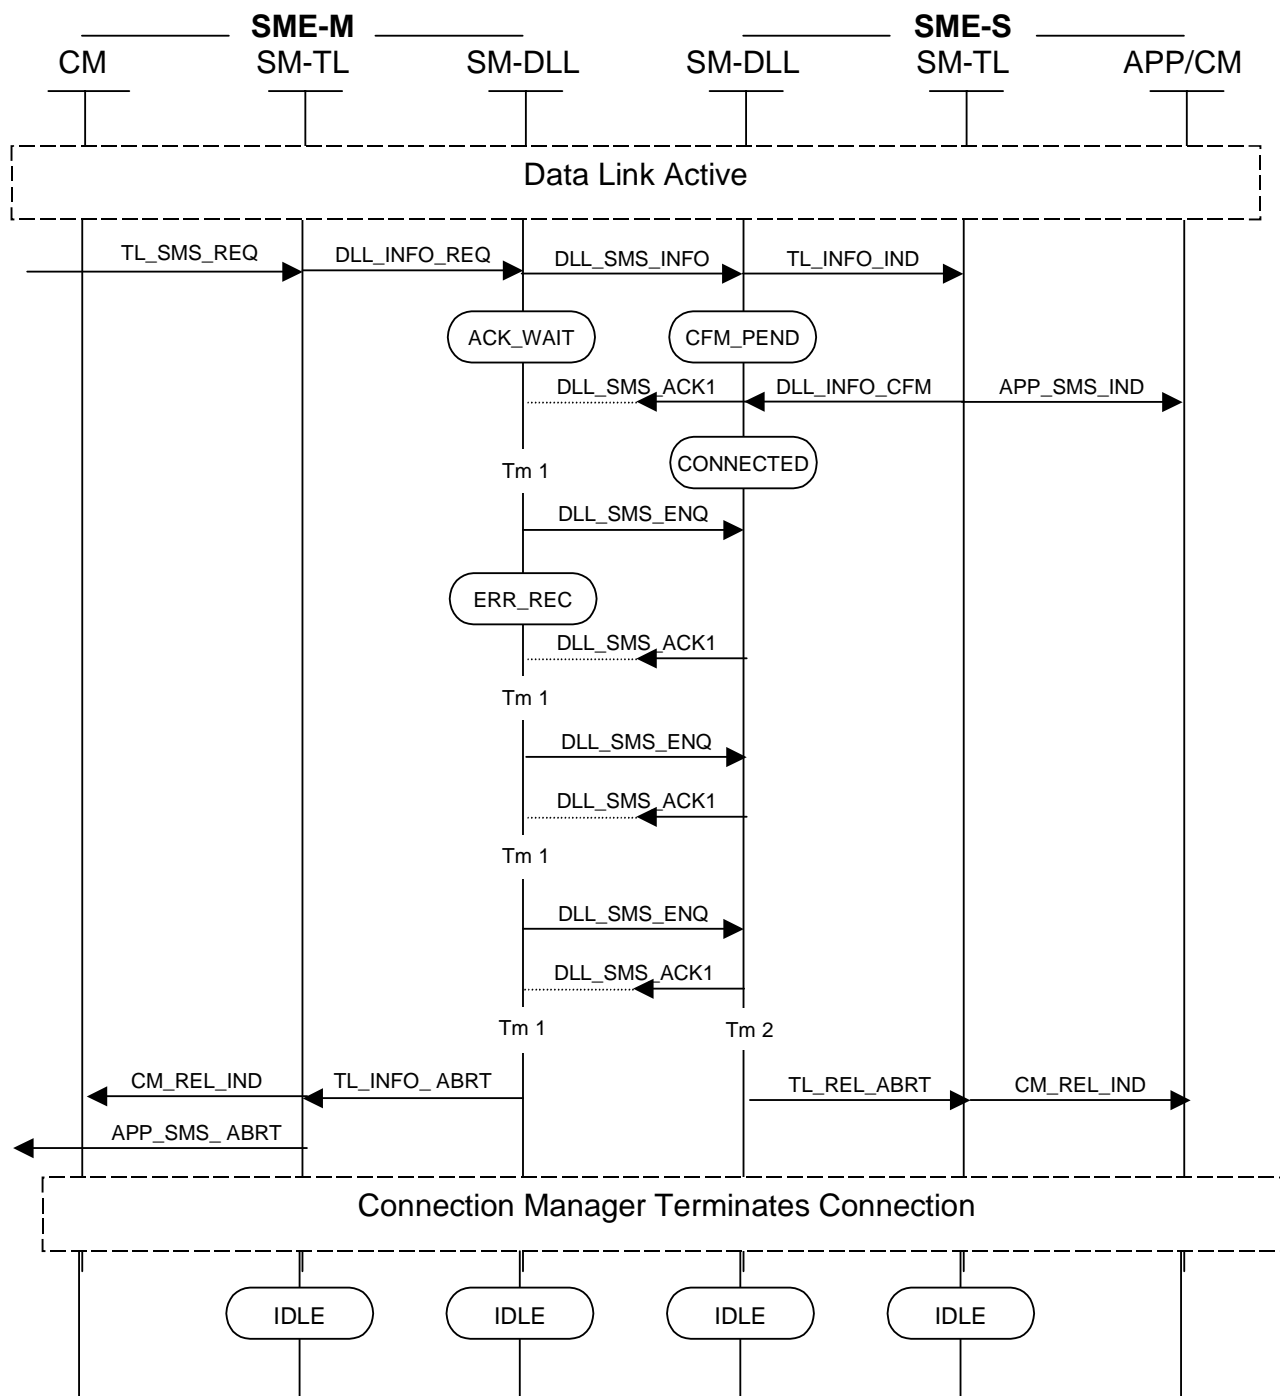 SME-M SME-S
CM SM-TL SM-DLL SM-DLL SM-TL APP/CM
Data Link Active
TL_SMS_REQ DLL_INFO_REQ DLL_SMS_INFO TL_INFO_IND
ACK_WAIT CFM_PEND
DLL_SMS_ACK1 DLL_INFO_CFM APP_SMS_IND
Tm 1 CONNECTED
DLL_SMS_ENQ
ERR_REC
DLL_SMS_ACK1
Tm 1
DLL_SMS_ENQ
DLL_SMS_ACK1
Tm 1
DLL_SMS_ENQ
DLL_SMS_ACK1
Tm 1 Tm 2
CM_REL_IND TL_INFO_ ABRT TL_REL_ABRT CM_REL_IND
APP_SMS_ ABRT
Connection Manager Terminates Connection
IDLE IDLE IDLE IDLE